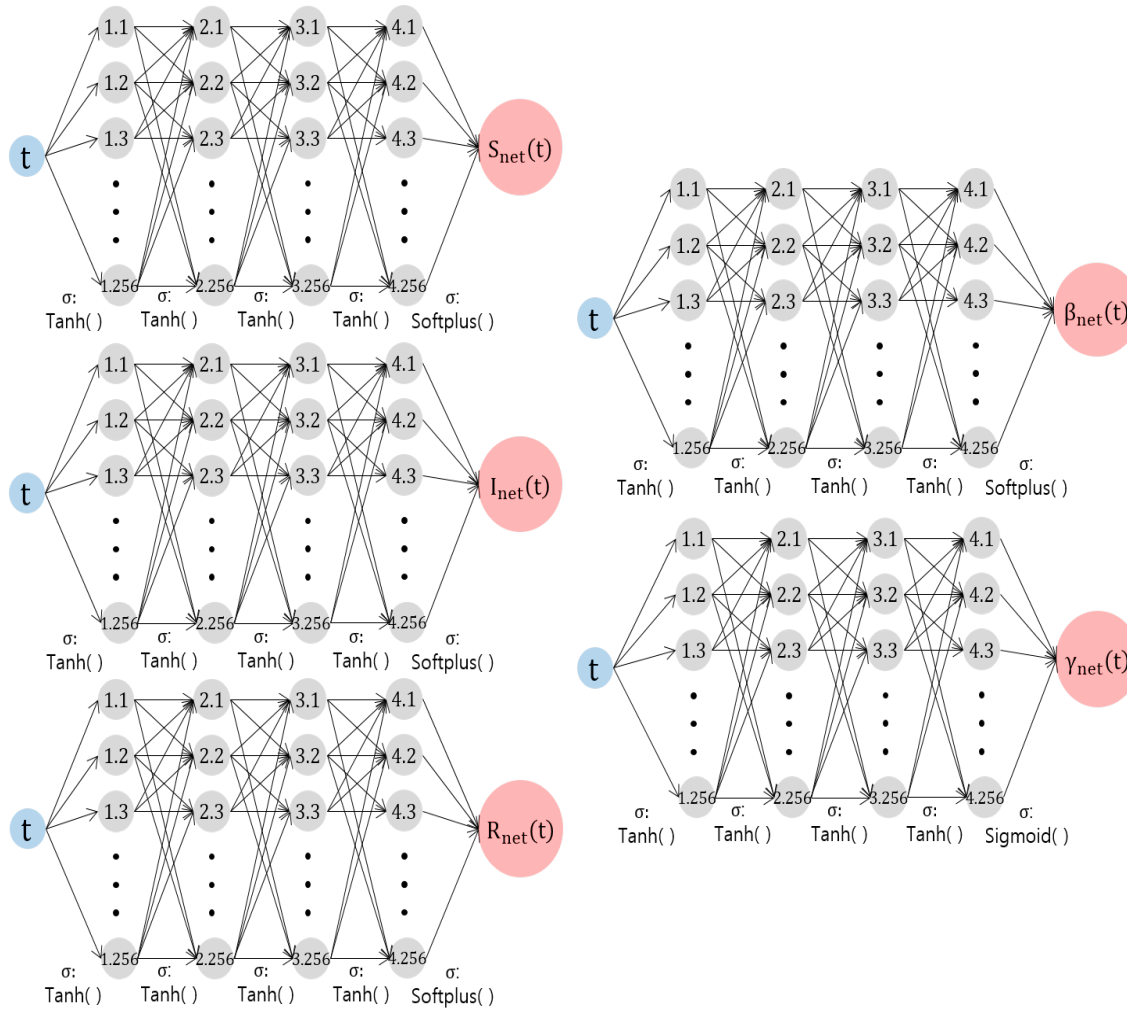 1.1 2.1 3.1 4.1
1.2 2.2 3.2 4.2
1.3 2.3 3.3 4.3
t S_net(t)
1.256 2.256 3.256 4.256
σ: σ: σ: σ: σ:
Tanh( ) Tanh( ) Tanh( ) Tanh( ) Softplus( )
1.1 2.1 3.1 4.1
1.2 2.2 3.2 4.2
1.3 2.3 3.3 4.3
t I_net(t)
1.256 2.256 3.256 4.256
σ: σ: σ: σ: σ:
Tanh( ) Tanh( ) Tanh( ) Tanh( ) Softplus( )
1.1 2.1 3.1 4.1
1.2 2.2 3.2 4.2
1.3 2.3 3.3 4.3
t R_net(t)
1.256 2.256 3.256 4.256
σ: σ: σ: σ: σ:
Tanh( ) Tanh( ) Tanh( ) Tanh( ) Softplus( )
1.1 2.1 3.1 4.1
1.2 2.2 3.2 4.2
1.3 2.3 3.3 4.3
t β_net(t)
1.256 2.256 3.256 4.256
σ: σ: σ: σ: σ:
Tanh( ) Tanh( ) Tanh( ) Tanh( ) Softplus( )
1.1 2.1 3.1 4.1
1.2 2.2 3.2 4.2
1.3 2.3 3.3 4.3
t γ_net(t)
1.256 2.256 3.256 4.256
σ: σ: σ: σ: σ:
Tanh( ) Tanh( ) Tanh( ) Tanh( ) Sigmoid( )